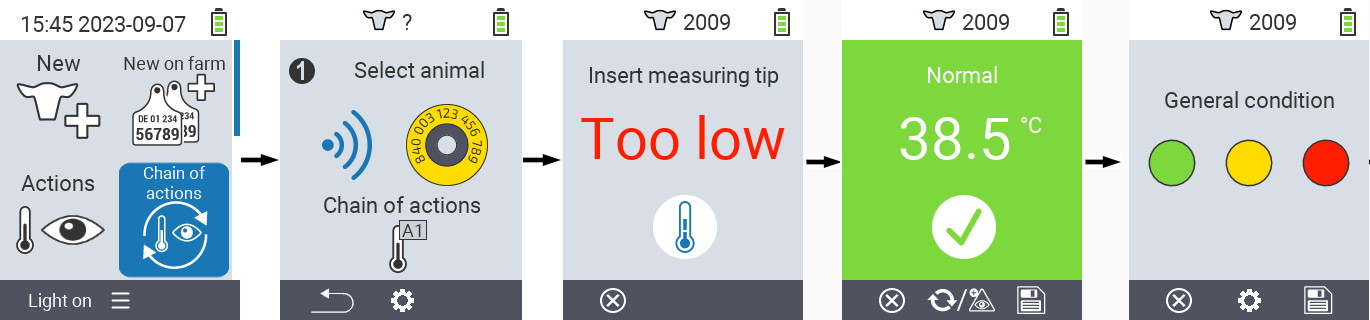 15:45 2023-09-07
New
New on farm
DE 01 234
234
56789
89
Actions
Chain of
actions
Light on
?
1
Select animal
840 003 123 456 789
Chain of actions
A1
2009
Insert measuring tip
Too low
2009
Normal
38.5 °C
2009
General condition